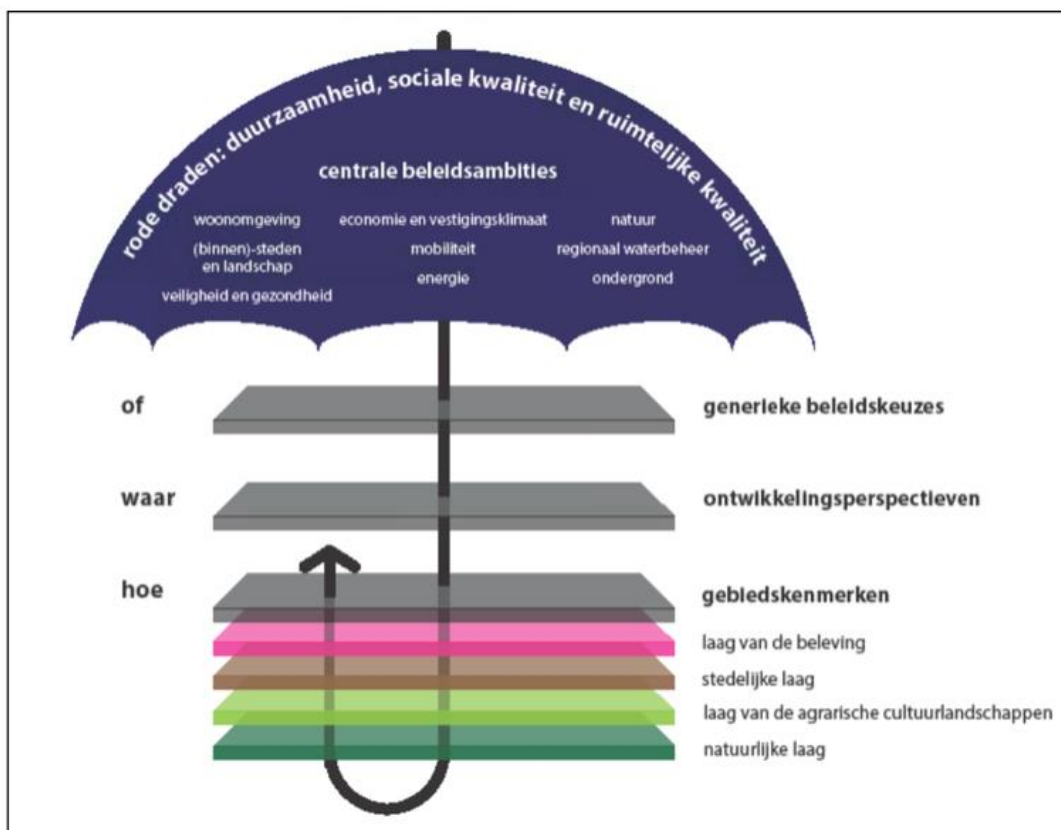 rode draden: duurzaamheid, sociale kwaliteit en ruimtelijke kwaliteit
centrale beleidsambities
woonomgeving
(binnen)-steden
en landschap
veiligheid en gezondheid
economie en vestigingsklimaat
mobiliteit
energie
natuur
regionaal waterbeheer
ondergrond
of
generieke beleidskeuzes
waar
ontwikkelingsperspectieven
hoe
gebiedskenmerken
laag van de beleving
stedelijke laag
laag van de agrarische cultuurlandschappen
natuurlijke laag